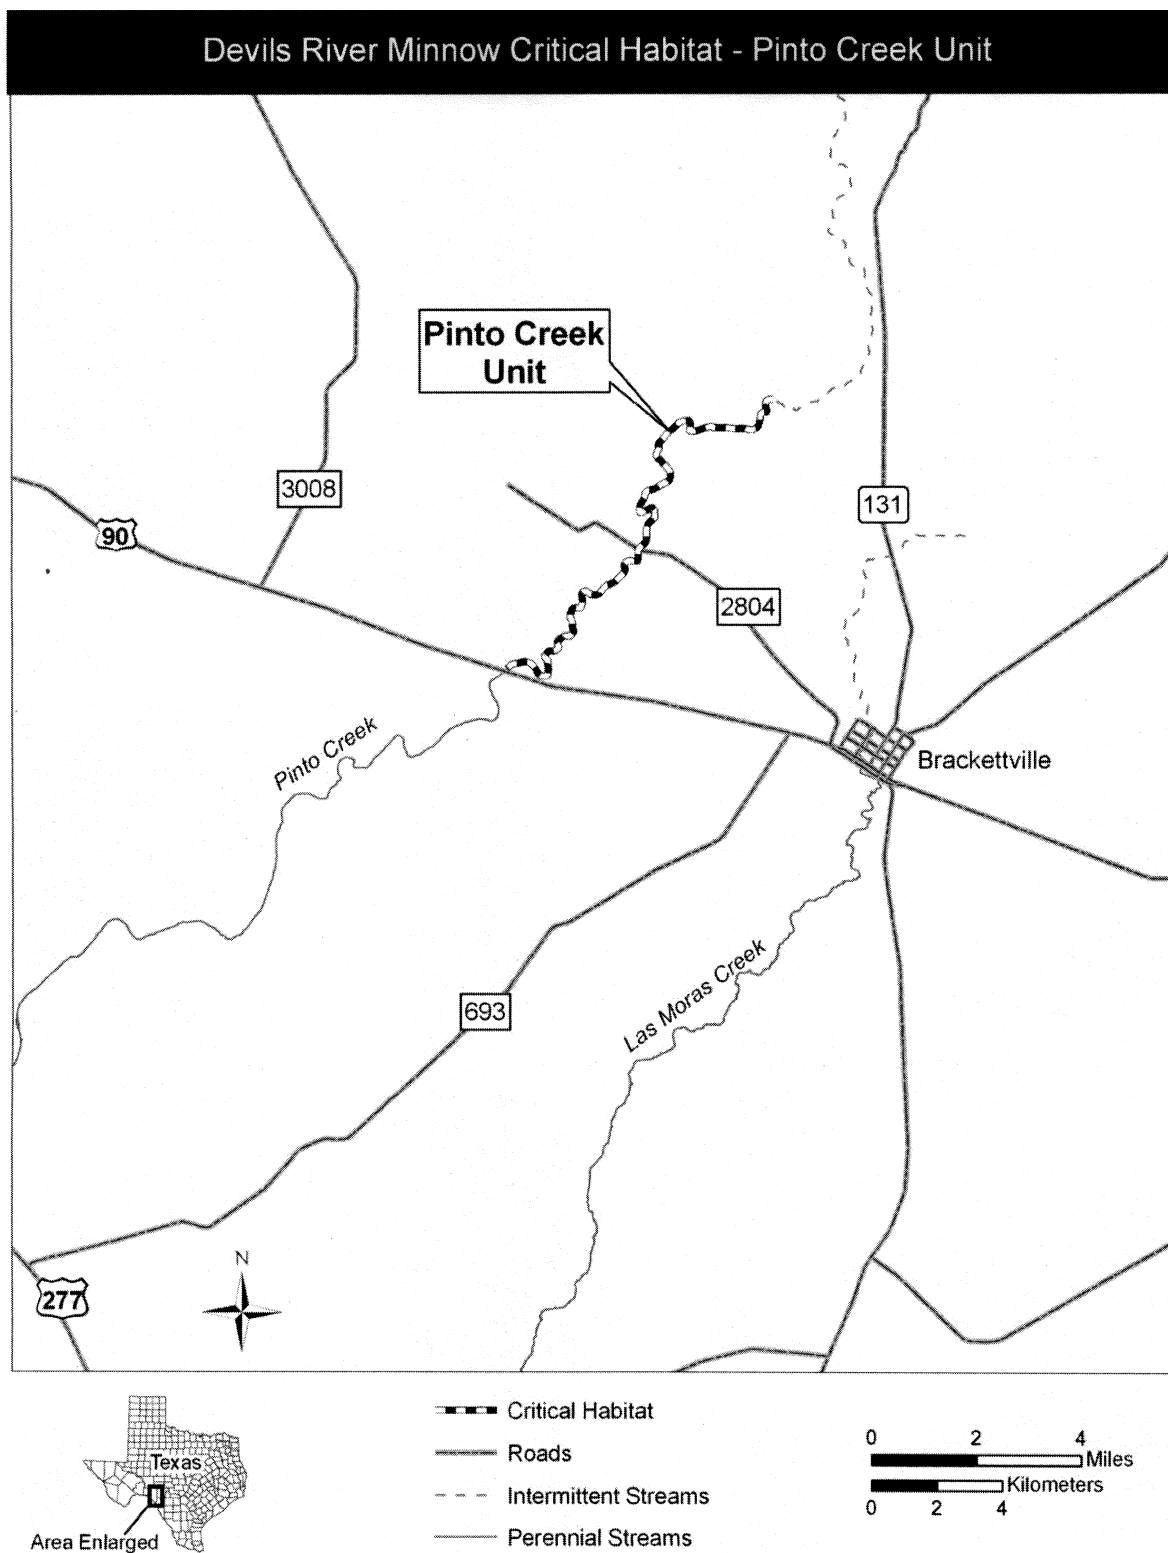 Devils River Minnow Critical Habitat - Pinto Creek Unit
Pinto Creek
Unit
3008
131
90
2804
Pinto Creek
Brackettville
Las Moras Creek
693
N
277
Texas
Area Enlarged
Critical Habitat
Roads
Intermittent Streams
Perennial Streams
0 2 4
Miles
Kilometers
0 2 4